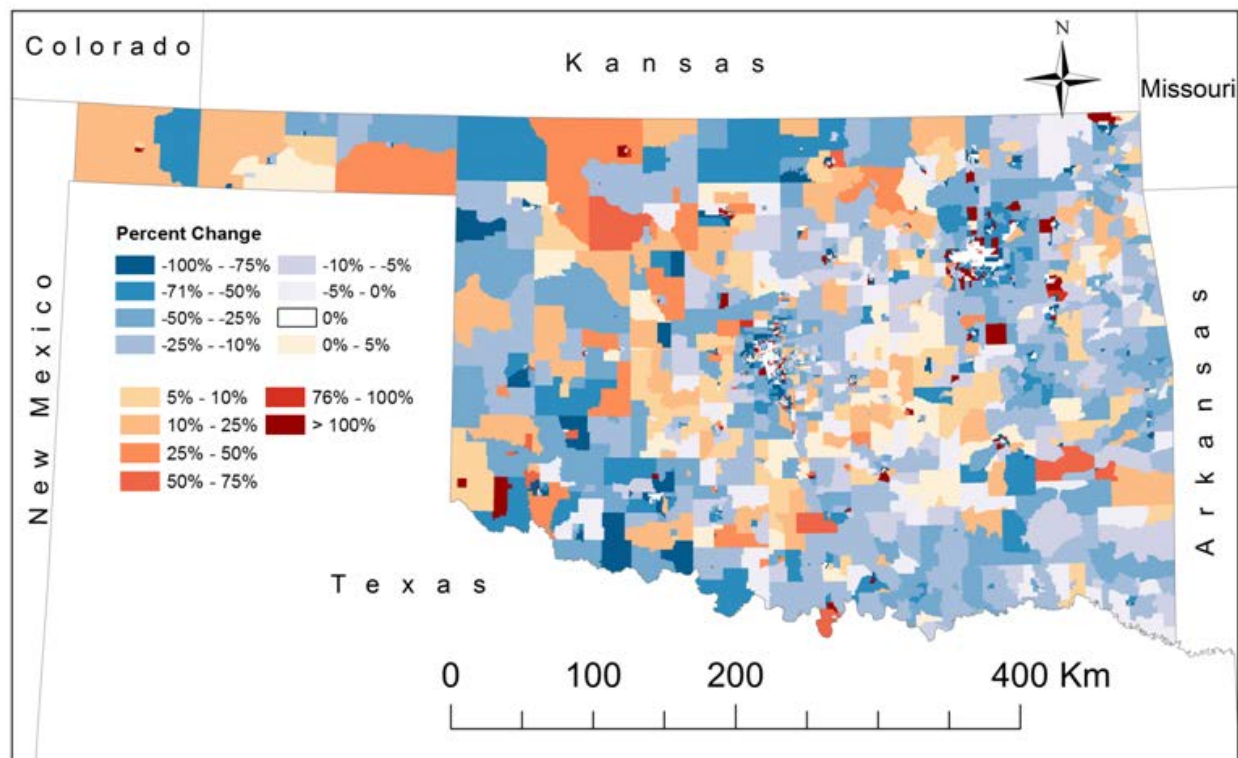 N
Colorado
Kansas
Missouri
Percent Change
-100% - -75%
-71% - -50%
-50% - -25%
-25% - -10%
-10% - -5%
-5% - 0%
0%
0% - 5%
5% - 10%
10% - 25%
25% - 50%
50% - 75%
76% - 100%
> 100%
New Mexico
Arkansas
Texas
0 100 200 400 Km